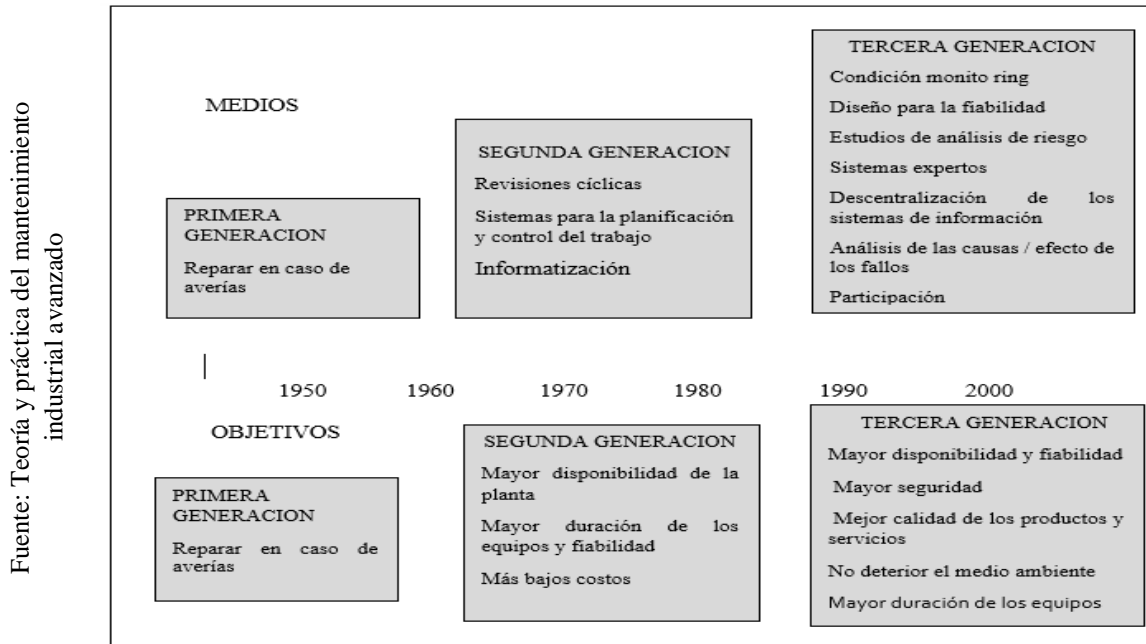 Fuente: Teoría y práctica del mantenimiento
industrial avanzado
MEDIOS
PRIMERA
GENERACION
Reparar en caso de
averías
SEGUNDA GENERACION
Revisiones cíclicas
Sistemas para la planificación
y control del trabajo
Informatización
TERCERA GENERACION
Condición monito ring
Diseño para la fiabilidad
Estudios de análisis de riesgo
Sistemas expertos
Descentralización de los
sistemas de información
Análisis de las causas / efecto de
los fallos
Participación
1950 1960 1970 1980 1990 2000
OBJETIVOS
PRIMERA
GENERACION
Reparar en caso de
averías
SEGUNDA GENERACION
Mayor disponibilidad de la
planta
Mayor duración de los
equipos y fiabilidad
Más bajos costos
TERCERA GENERACION
Mayor disponibilidad y fiabilidad
Mayor seguridad
Mejor calidad de los productos y
servicios
No deterior el medio ambiente
Mayor duración de los equipos